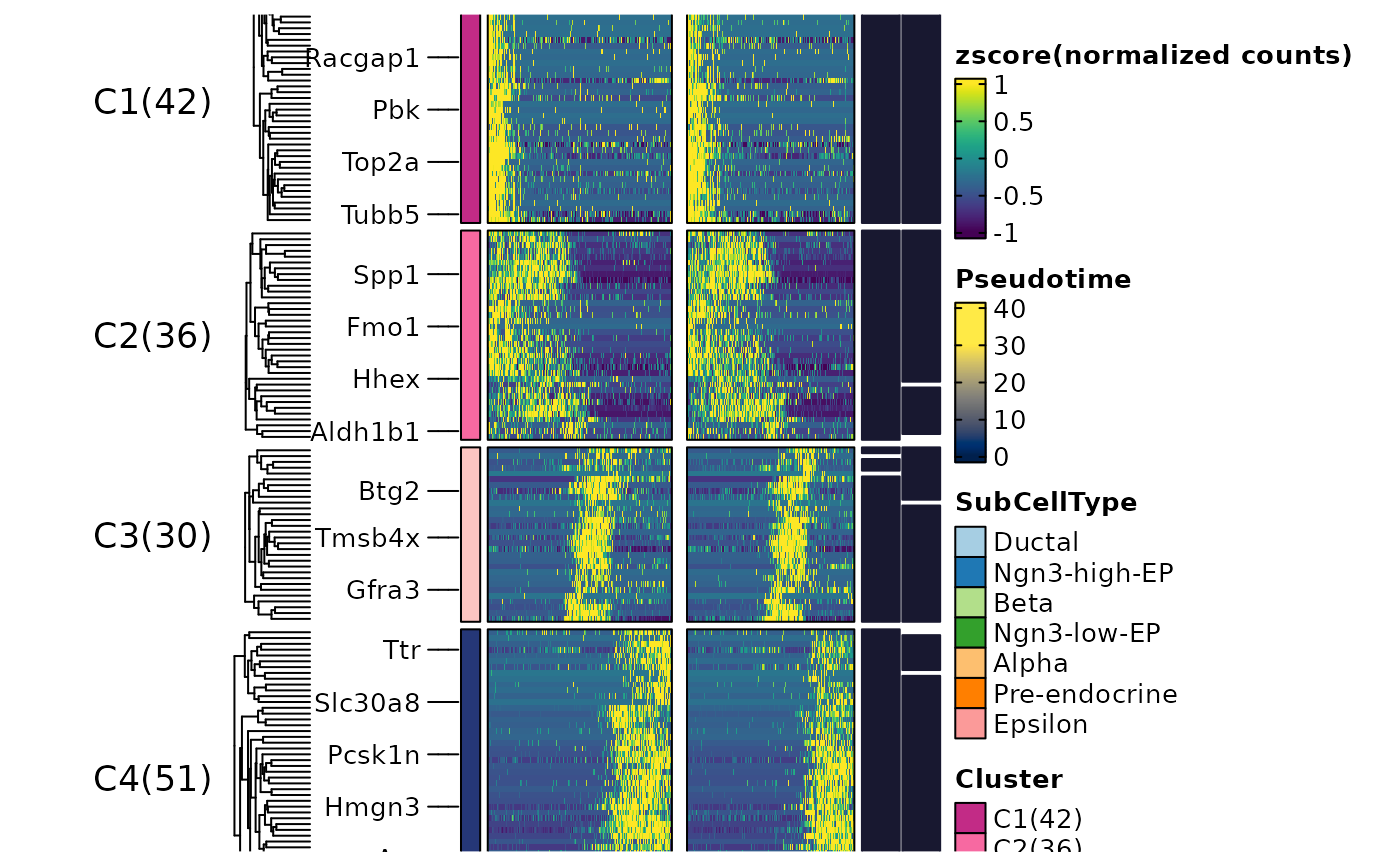 C1(42)
Racgap1
Pbk
Top2a
Tubb5
C2(36)
Spp1
Fmo1
Hhex
Aldh1b1
C3(30)
Btg2
Tmsb4x
Gfra3
C4(51)
Ttr
Slc30a8
Pcsk1n
Hmgn3
zscore(normalized counts)
1
0.5
0
-0.5
-1
Pseudotime
40
30
20
10
0
SubCellType
Ductal
Ngn3-high-EP
Beta
Ngn3-low-EP
Alpha
Pre-endocrine
Epsilon
Cluster
C1(42)
C2(36)